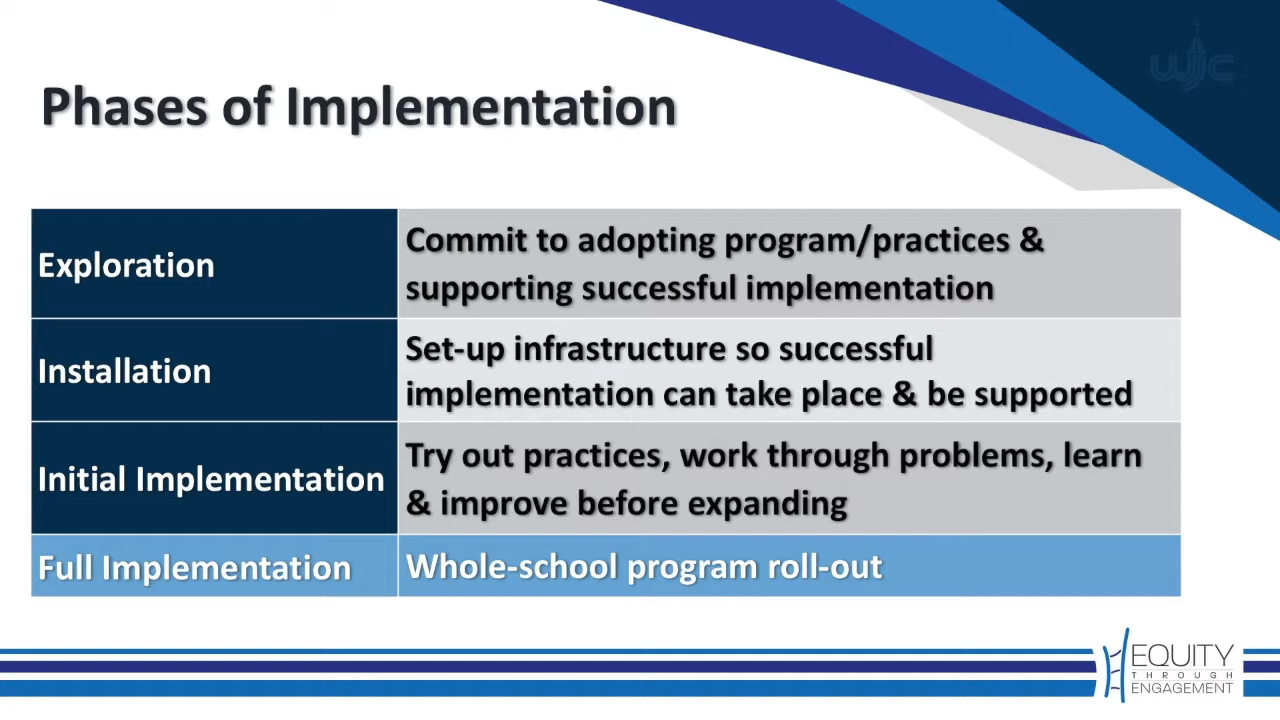 wjc
Phases of Implementation
Exploration
Commit to adopting program/practices &
supporting successful implementation
Installation
Set-up infrastructure so successful
implementation can take place & be supported
Initial Implementation
Try out practices, work through problems, learn
& improve before expanding
Full Implementation
Whole-school program roll-out
EQUITY
THROUGH
ENGAGEMENT